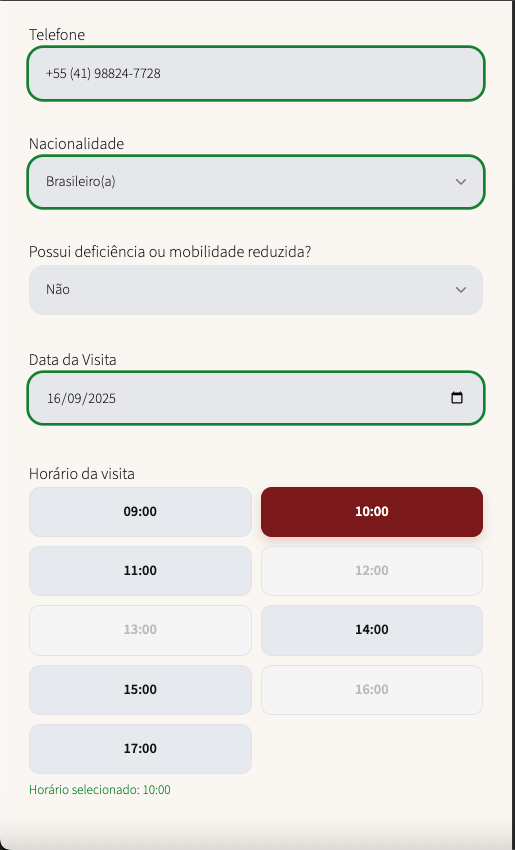 Telefone
+55 (41) 98824-7728
Nacionalidade
Brasileiro(a)
Possui deficiência ou mobilidade reduzida?
Não
Data da Visita
16/09/2025
Horário da visita
09:00
10:00
11:00
12:00
13:00
14:00
15:00
16:00
17:00
Horário selecionado: 10:00